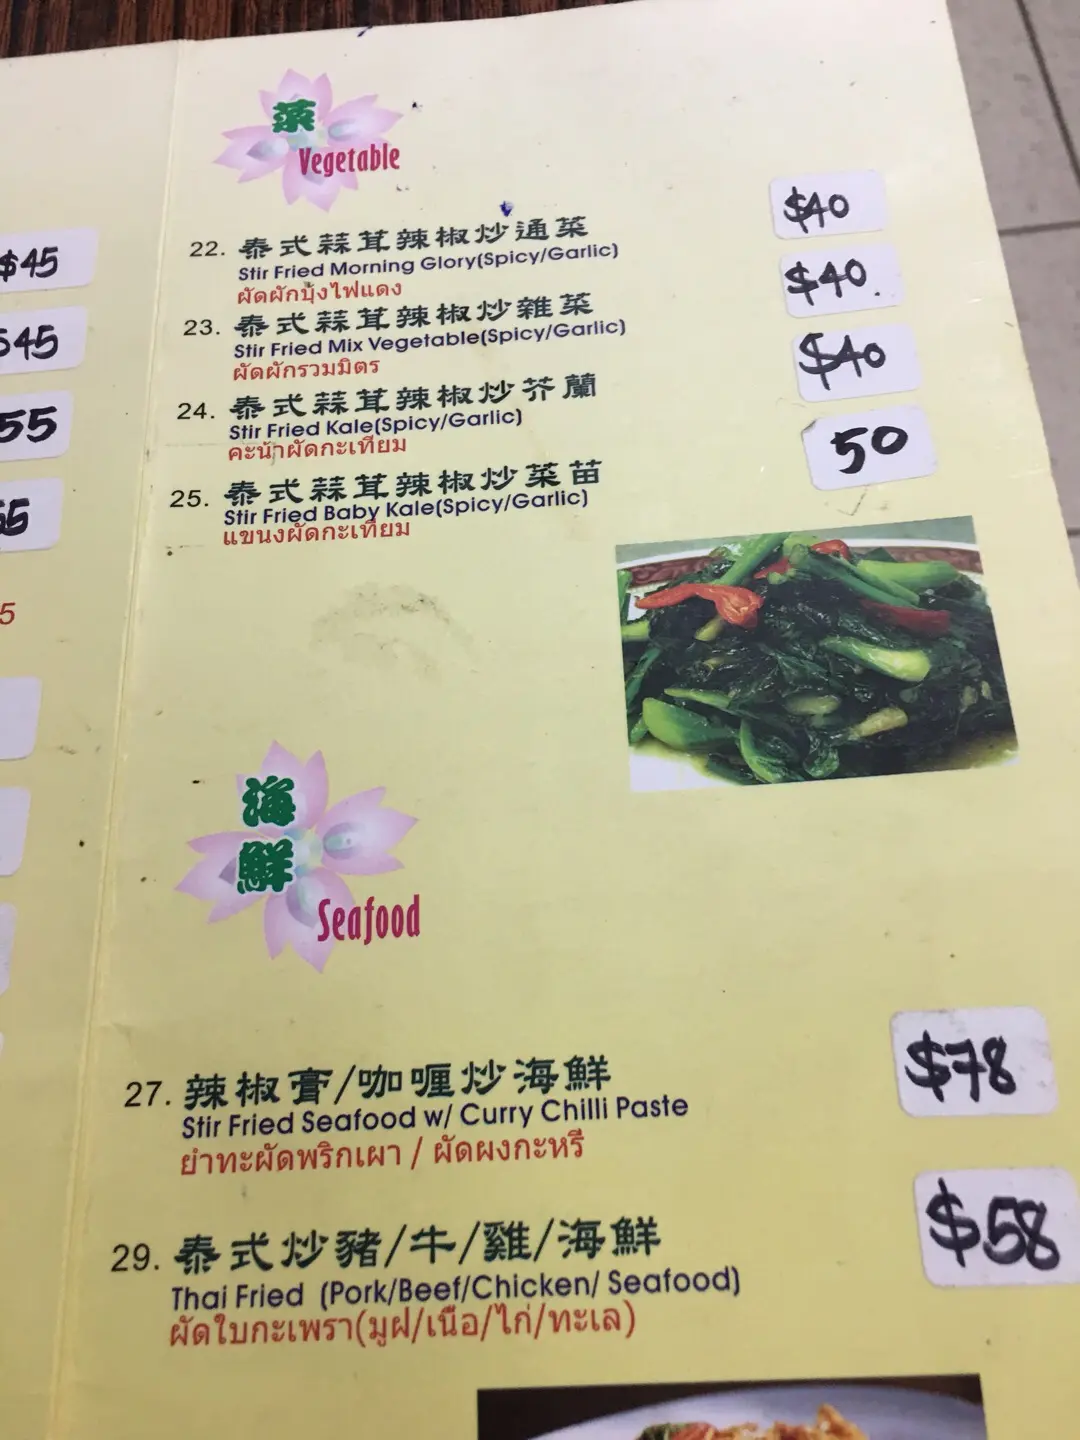 菜
Vegetable
22. 泰式蒜茸辣椒炒通菜 $40
Stir Fried Morning Glory(Spicy/Garlic)
ผัดผักบุ้งไฟแดง
23. 泰式蒜茸辣椒炒雜菜 $40
Stir Fried Mix Vegetable(Spicy/Garlic)
ผัดผักรวมมิตร
24. 泰式蒜茸辣椒炒芥蘭 $40
Stir Fried Kale(Spicy/Garlic)
คะน้าผัดกะเทียม
25. 泰式蒜茸辣椒炒菜苗 50
Stir Fried Baby Kale(Spicy/Garlic)
แขนงผัดกะเทียม
$45
$45
55
55
5
海鮮
Seafood
27. 辣椒膏/咖喱炒海鮮 $78
Stir Fried Seafood w/ Curry Chilli Paste
ยำทะผัดพริกเผา / ผัดผงกะหรี
29. 泰式炒豬/牛/雞/海鮮 $58
Thai Fried (Pork/Beef/Chicken/ Seafood)
ผัดใบกะเพรา(มูฝ/เนือ/ไก่/ทะเล)